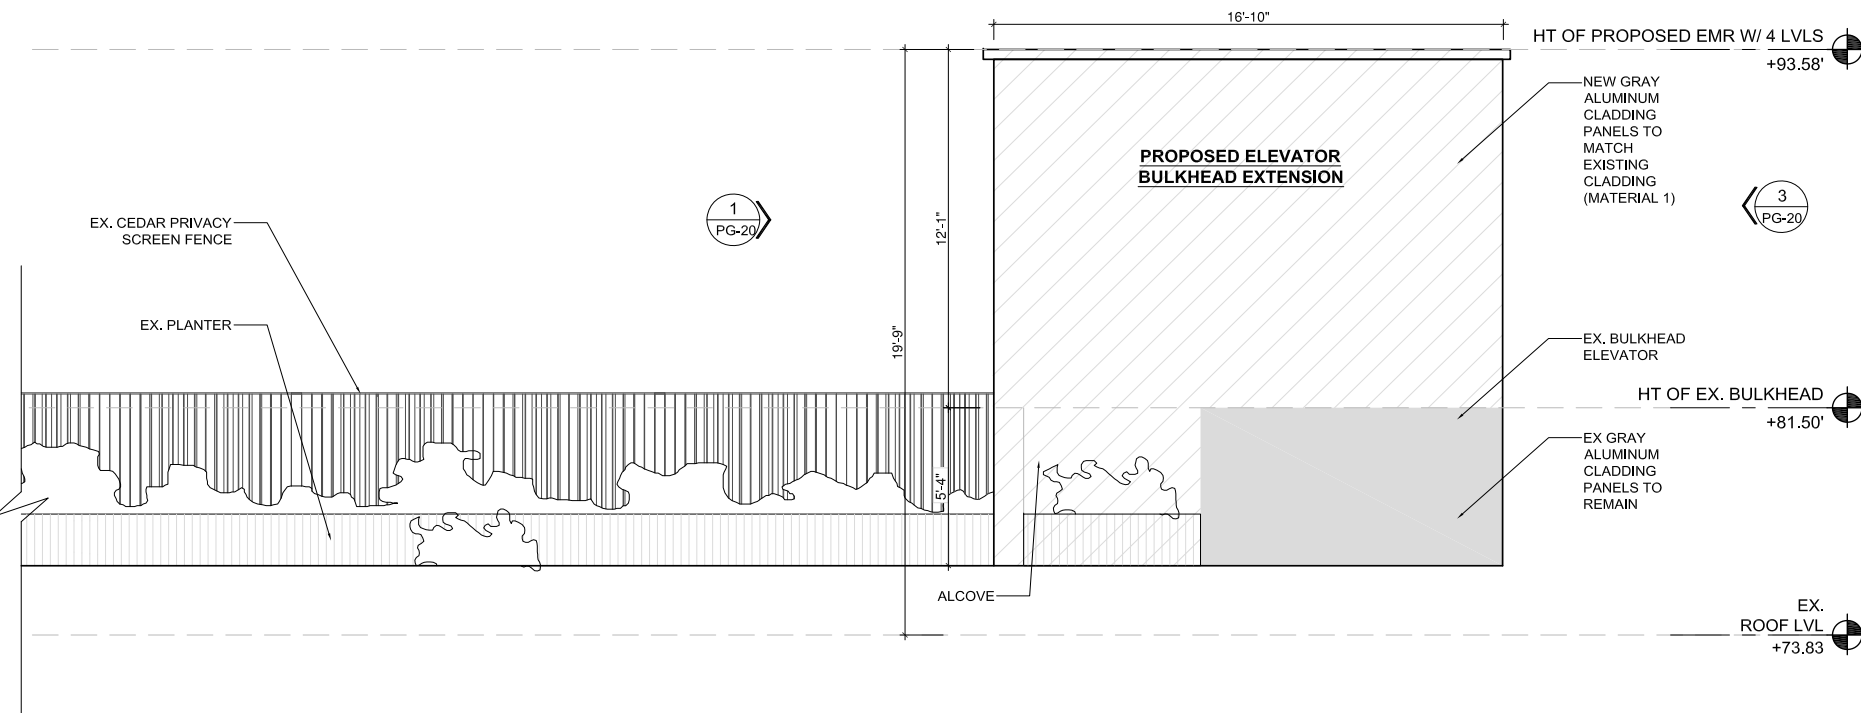 16'-10"
HT OF PROPOSED EMR W/ 4 LVLS
+93.58'
NEW GRAY
ALUMINUM
CLADDING
PANELS TO
MATCH
EXISTING
CLADDING
(MATERIAL 1)
PROPOSED ELEVATOR
BULKHEAD EXTENSION
1
PG-20
3
PG-20
EX. CEDAR PRIVACY
SCREEN FENCE
12'-1"
EX. PLANTER
19'-9"
EX. BULKHEAD
ELEVATOR
HT OF EX. BULKHEAD
+81.50'
EX GRAY
ALUMINUM
CLADDING
PANELS TO
REMAIN
5'-4"
ALCOVE
EX.
ROOF LVL
+73.83